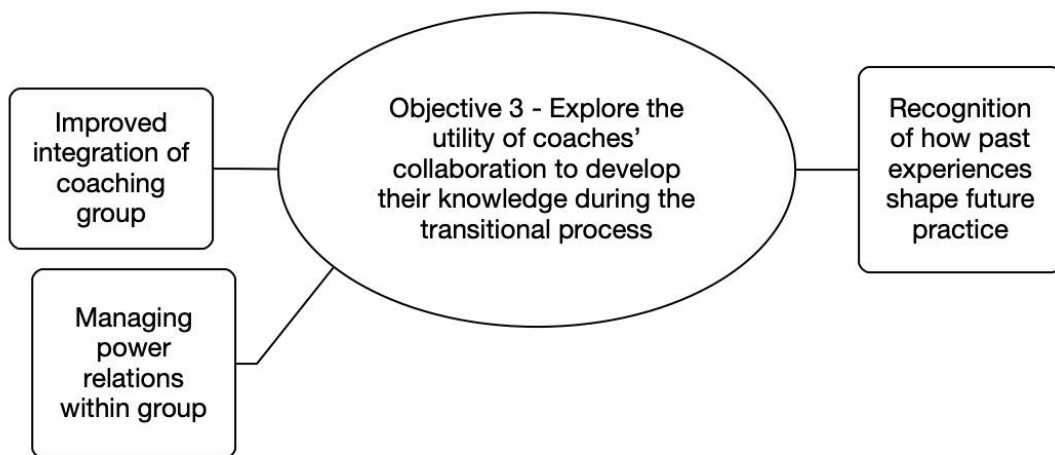 Improved
integration of
coaching
group
Managing
power
relations
within group
Objective 3 - Explore the
utility of coaches’
collaboration to develop
their knowledge during the
transitional process
Recognition
of how past
experiences
shape future
practice